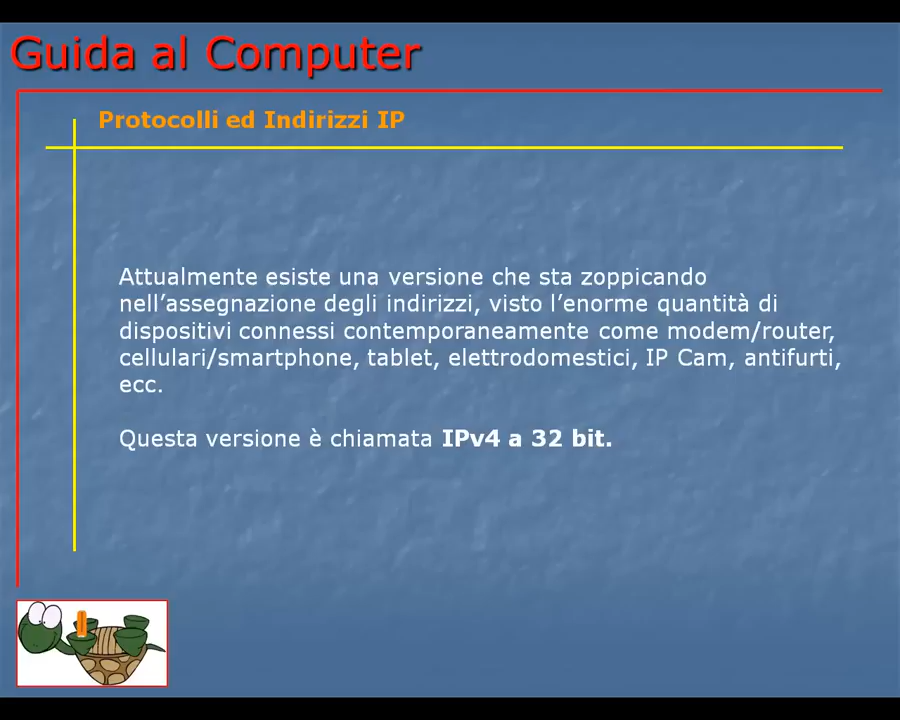 Guida al Computer
Protocolli ed Indirizzi IP
Attualmente esiste una versione che sta zoppicando
nell’assegnazione degli indirizzi, visto l’enorme quantità di
dispositivi connessi contemporaneamente come modem/router,
cellulari/smartphone, tablet, elettrodomestici, IP Cam, antifurti,
ecc.
Questa versione è chiamata IPv4 a 32 bit.